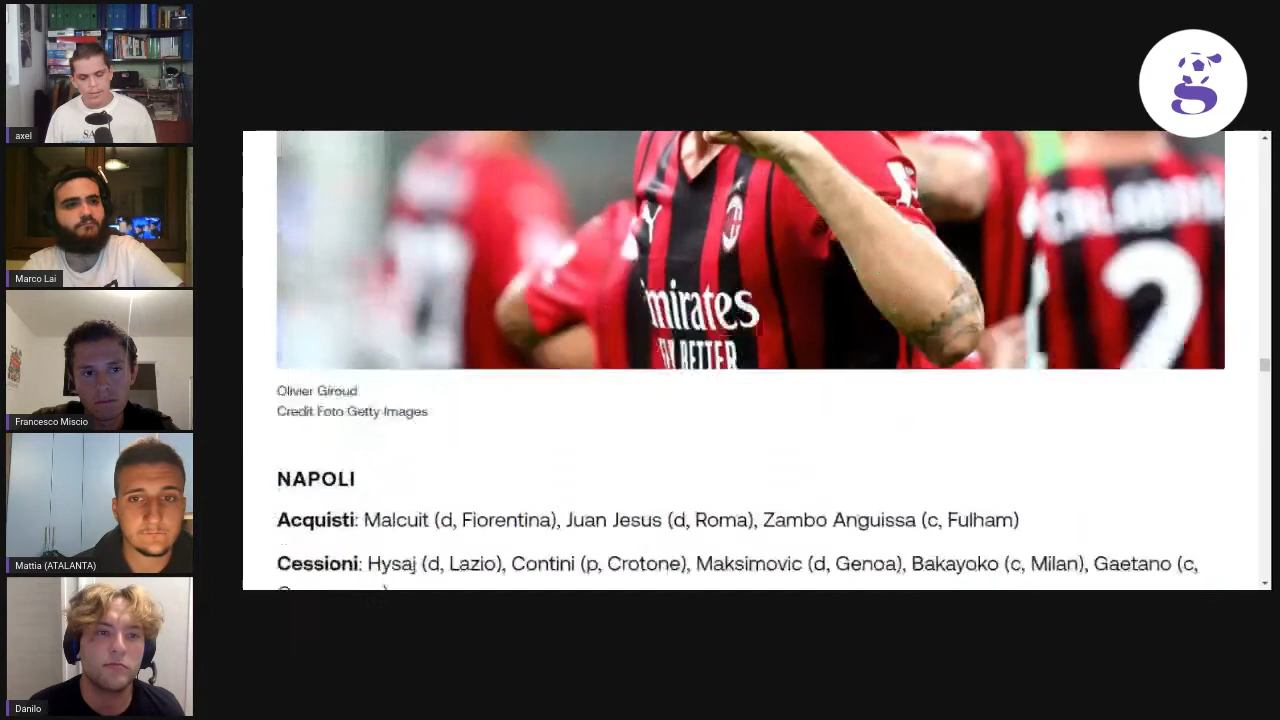 axel
Marco Lai
Francesco Miscio
Mattia (ATALANTA)
Danilo
mirates
BETTER
2
Olivier Giroud
Credit Foto Getty Images
NAPOLI
Acquisti: Malcuit (d, Fiorentina), Juan Jesus (d, Roma), Zambo Anguissa (c, Fulham)
Cessioni: Hysaj (d, Lazio), Contini (p, Crotone), Maksimovic (d, Genoa), Bakayoko (c, Milan), Gaetano (c,